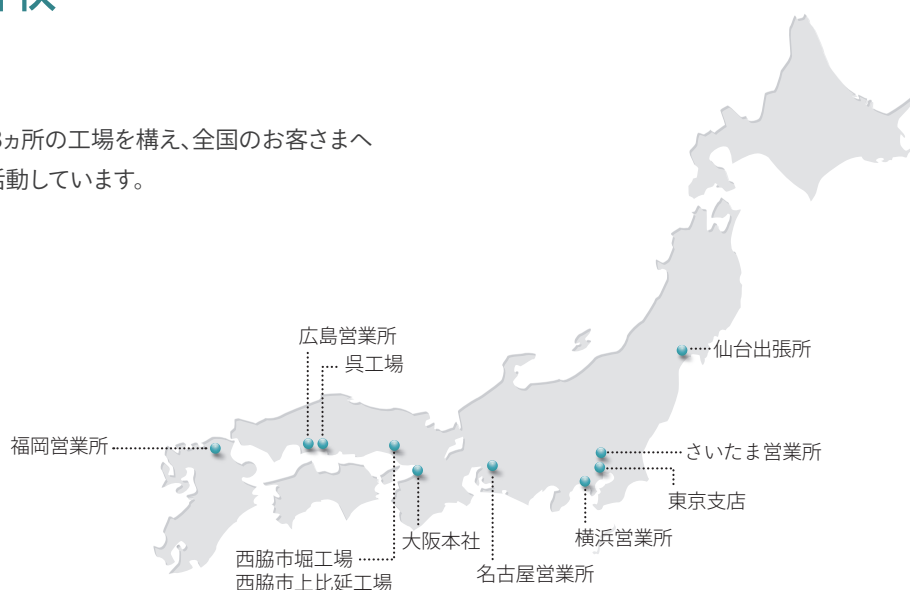 ヵ所の工場を構え、全国のお客さまへ
活動しています。
広島営業所
呉工場
仙台出張所
福岡営業所
さいたま営業所
東京支店
大阪本社
横浜営業所
西脇市堀工場
西脇市上比延工場
名古屋営業所